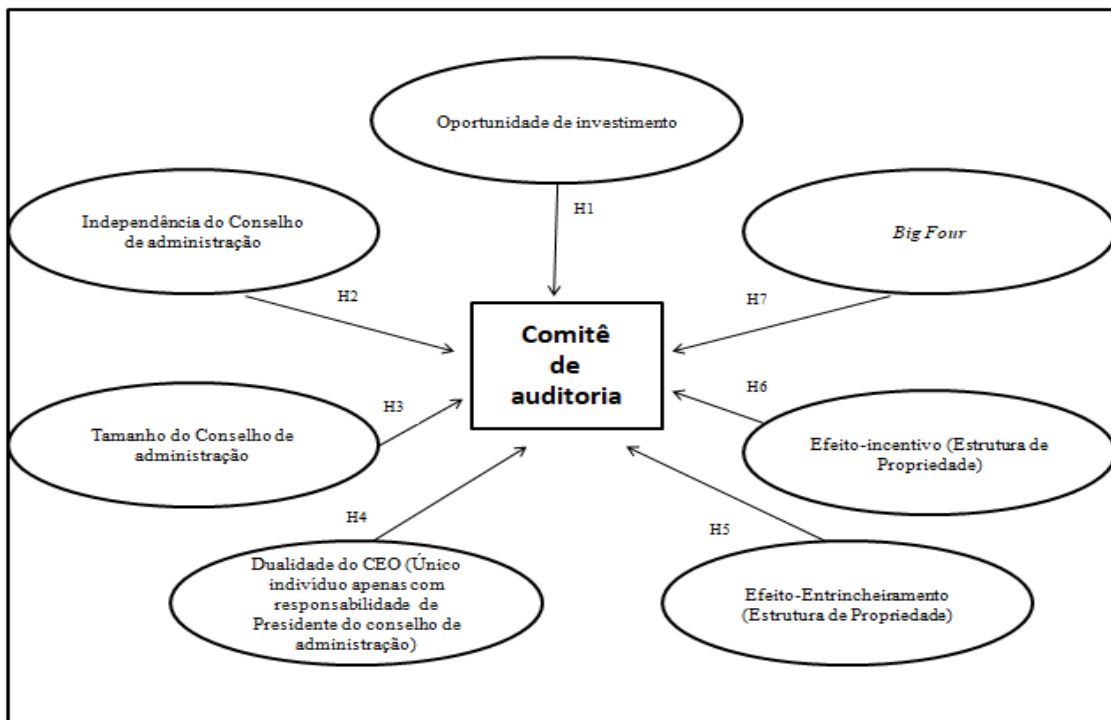 Oportunidade de investimento
H1
Independência do Conselho
de administração
H2
Big Four
H7
Comitê
de
auditoria
Tamanho do Conselho de
administração
H3
H6
Efeito-incentivo (Estrutura de
Propriedade)
H4
Dualidade do CEO (Único
indivíduo apenas com
responsabilidade de
Presidente do conselho de
administração)
H5
Efeito-Entrincheiramento
(Estrutura de Propriedade)